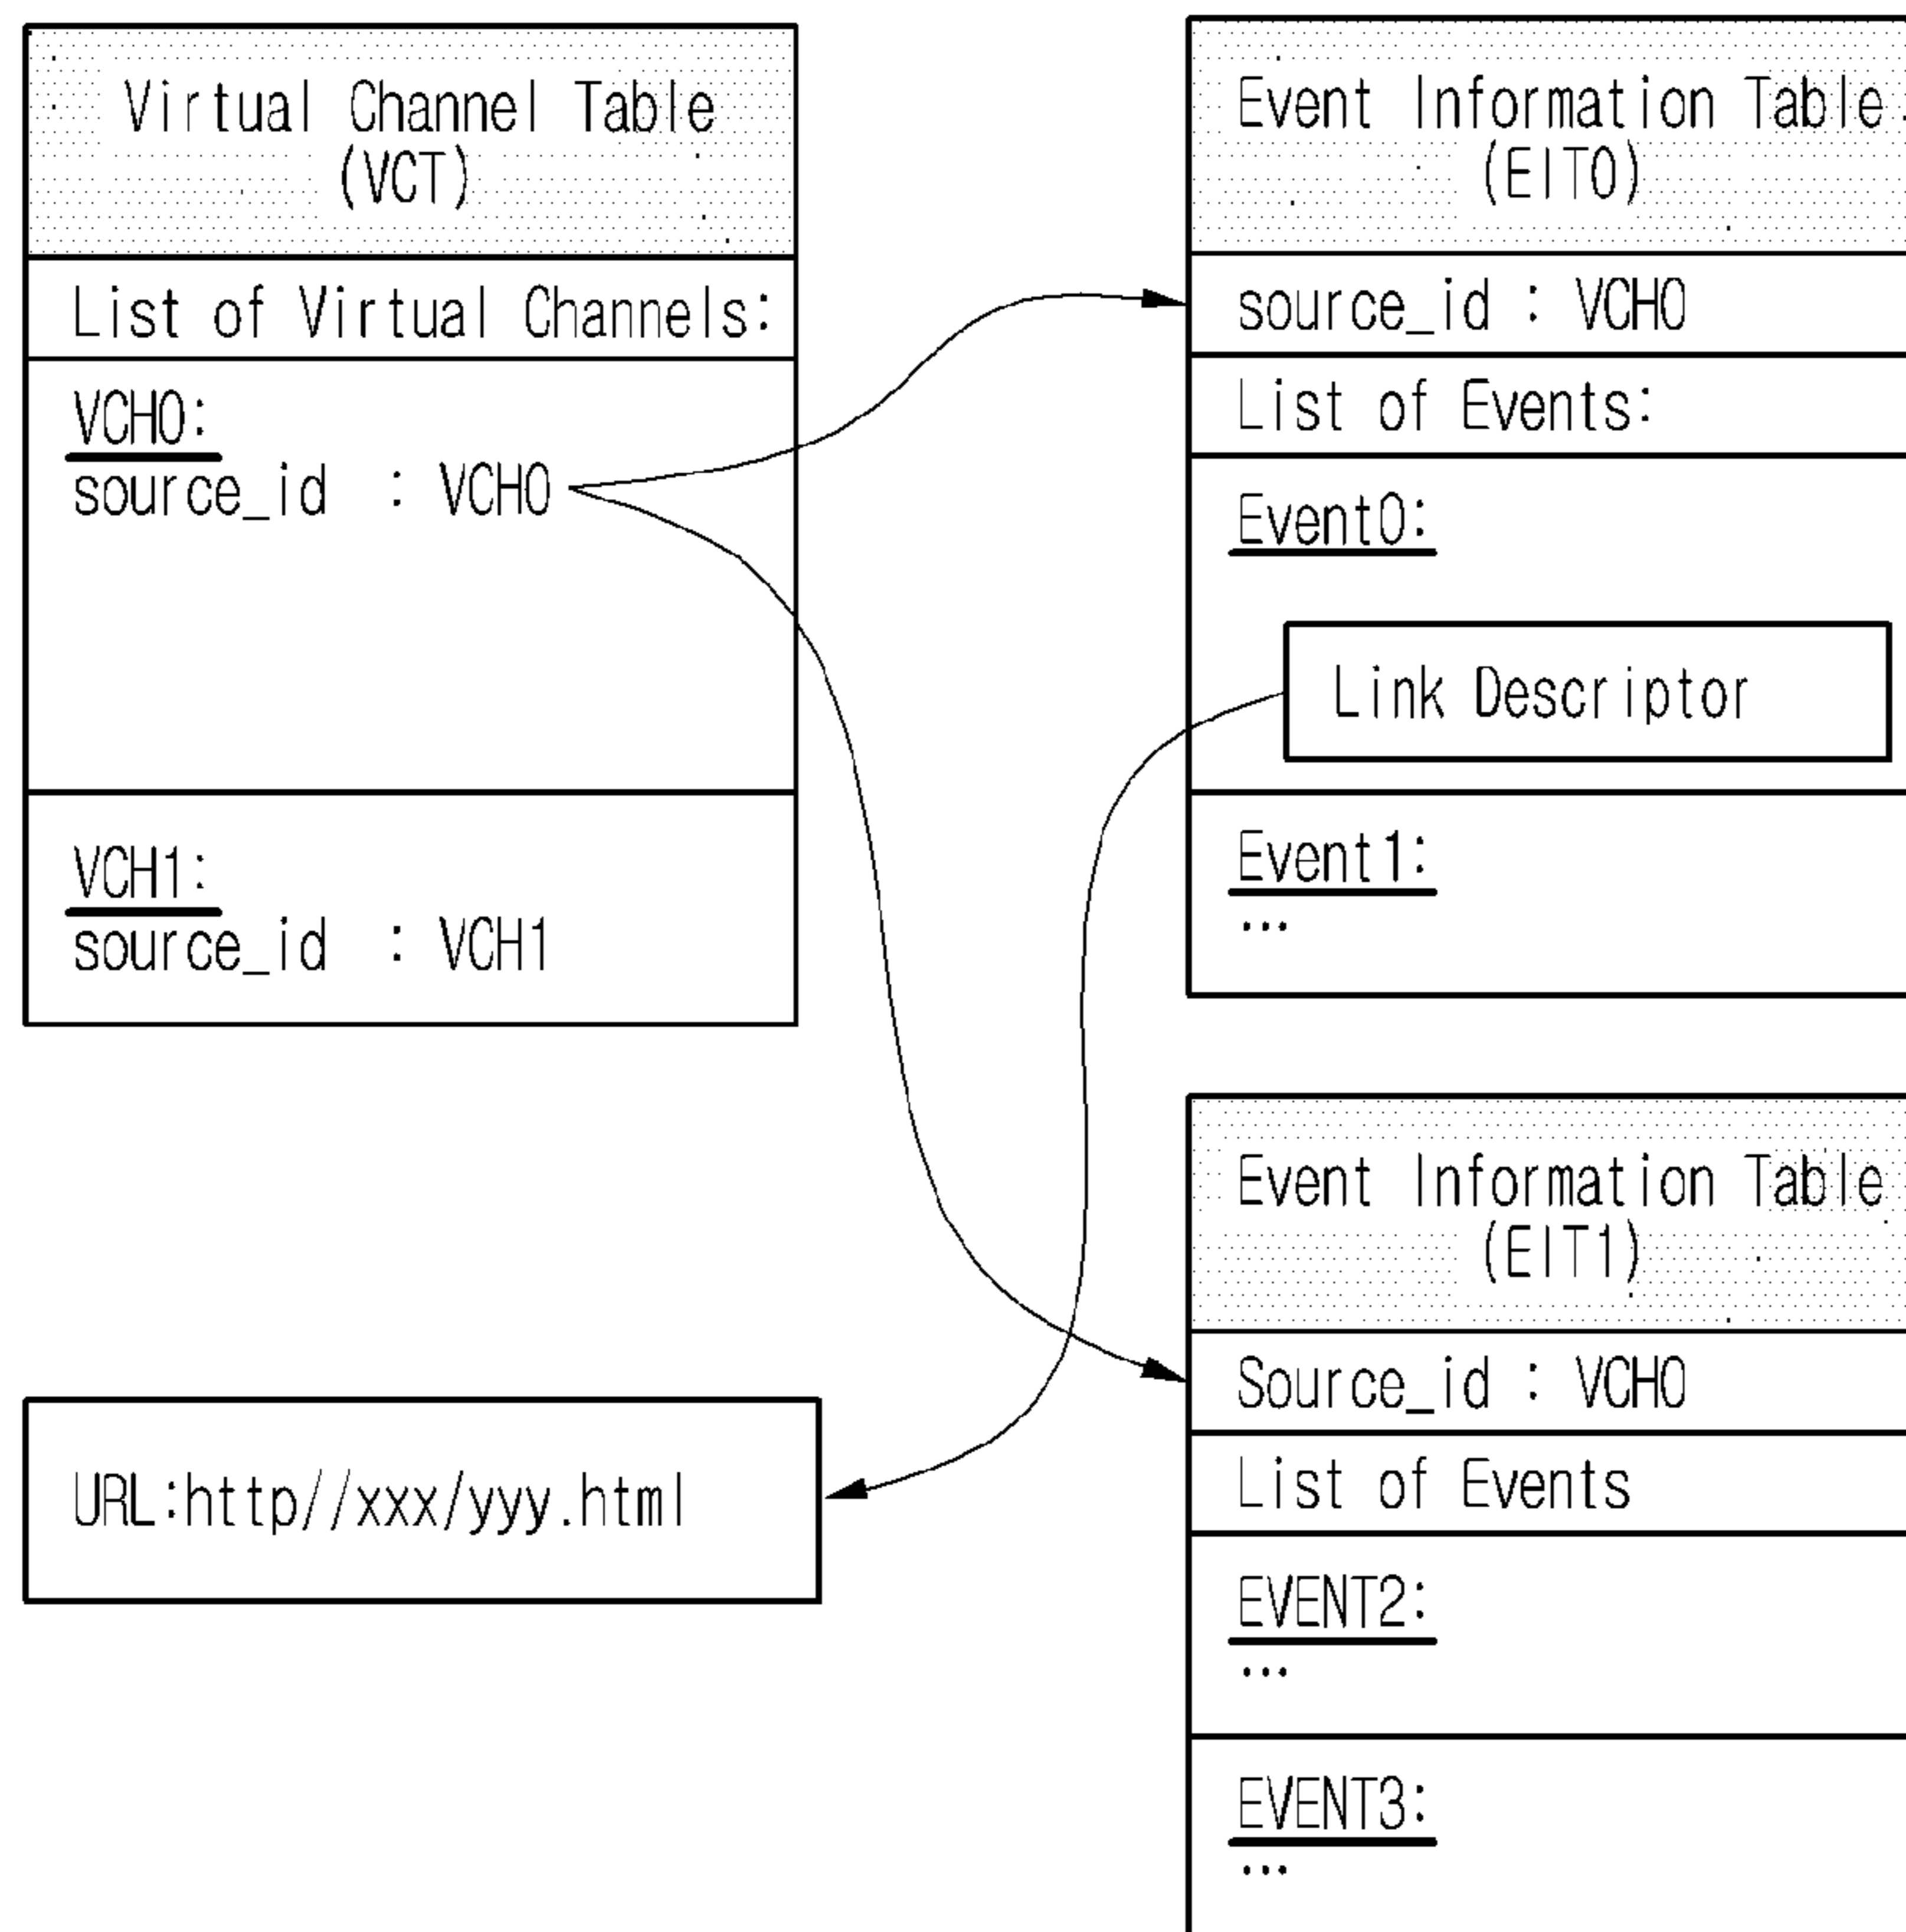 Virtual Channel Table
(VCT)
List of Virtual Channels:
VCH0:
source_id : VCH0
VCH1:
source_id : VCH1
URL:http//xxx/yyy.html
Event Information Table
(EIT0)
source_id : VCH0
List of Events:
Event0:
Link Descriptor
Event1:
...
Event Information Table
(EIT1)
Source_id : VCH0
List of Events
EVENT2:
...
EVENT3:
...